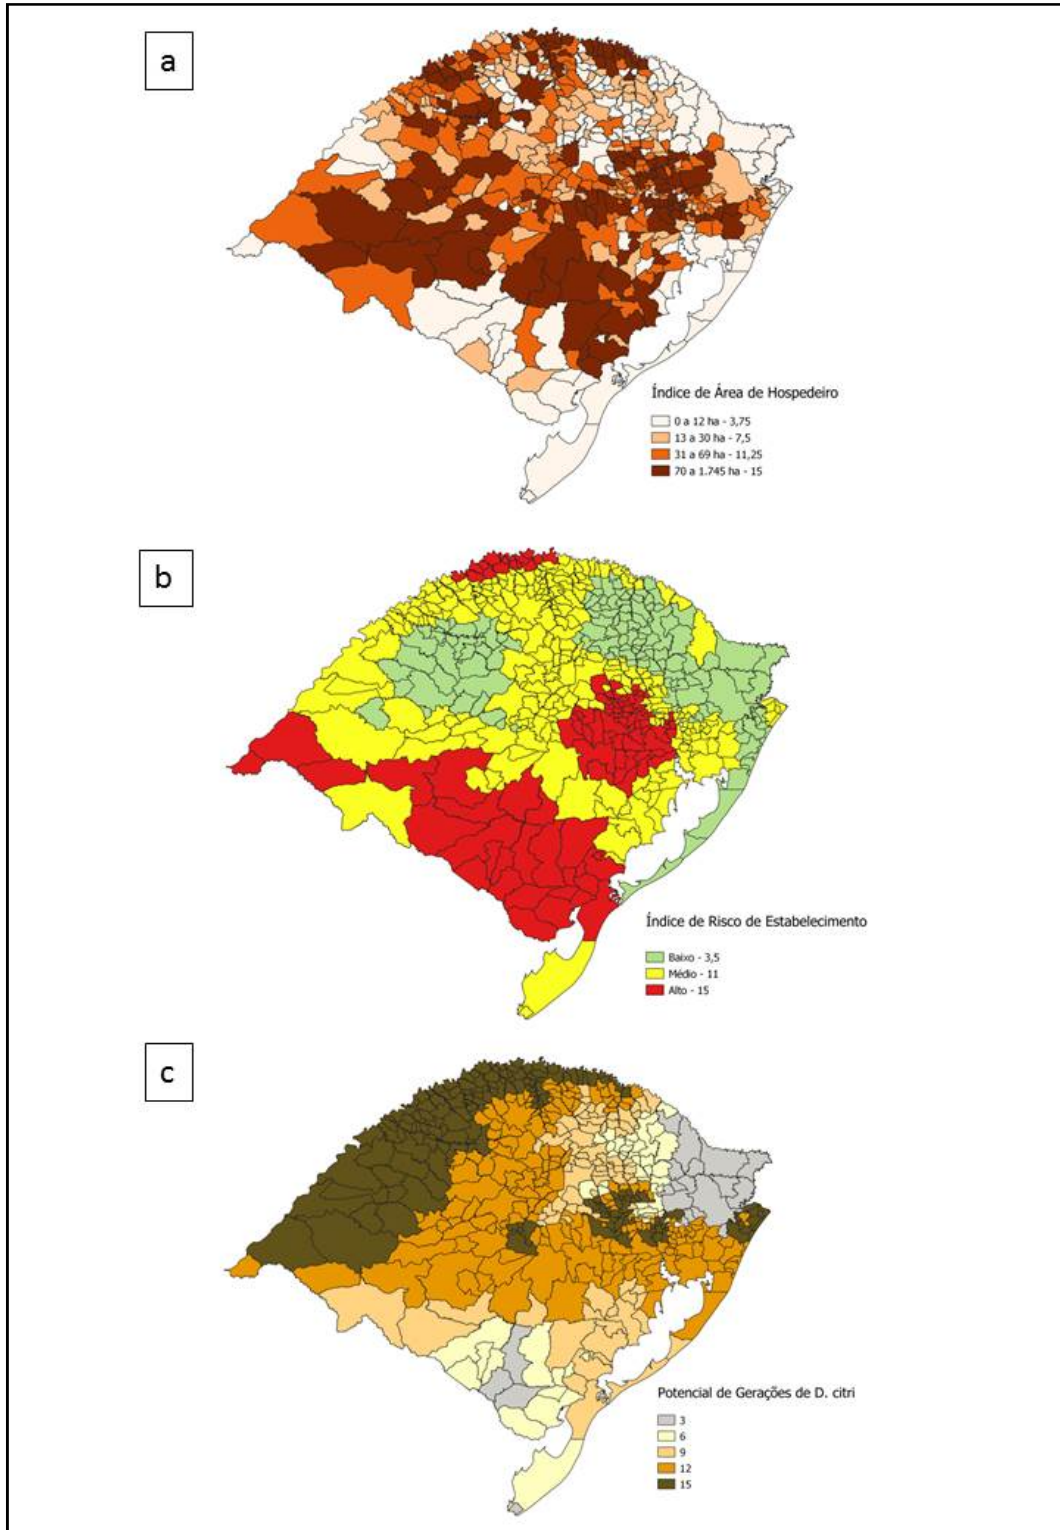 a
Índice de Área de Hospedeiro
0 a 12 ha - 3,75
13 a 30 ha - 7,5
31 a 69 ha - 11,25
70 a 1.745 ha - 15
b
Índice de Risco de Estabelecimento
Baixo - 3,5
Médio - 11
Alto - 15
c
Potencial de Gerações de D. citri
3
6
9
12
15